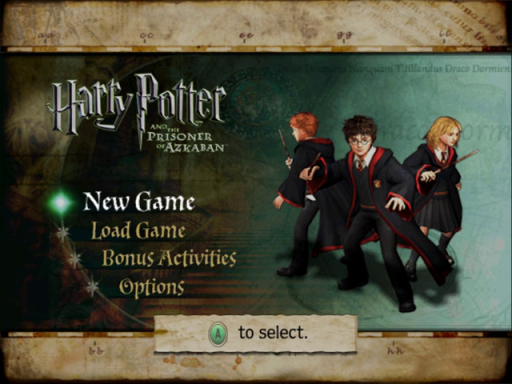 Harry Potter
AND THE
PRISONER
OF AZKABAN
New Game
Load Game
Bonus Activities
Options
A to select.